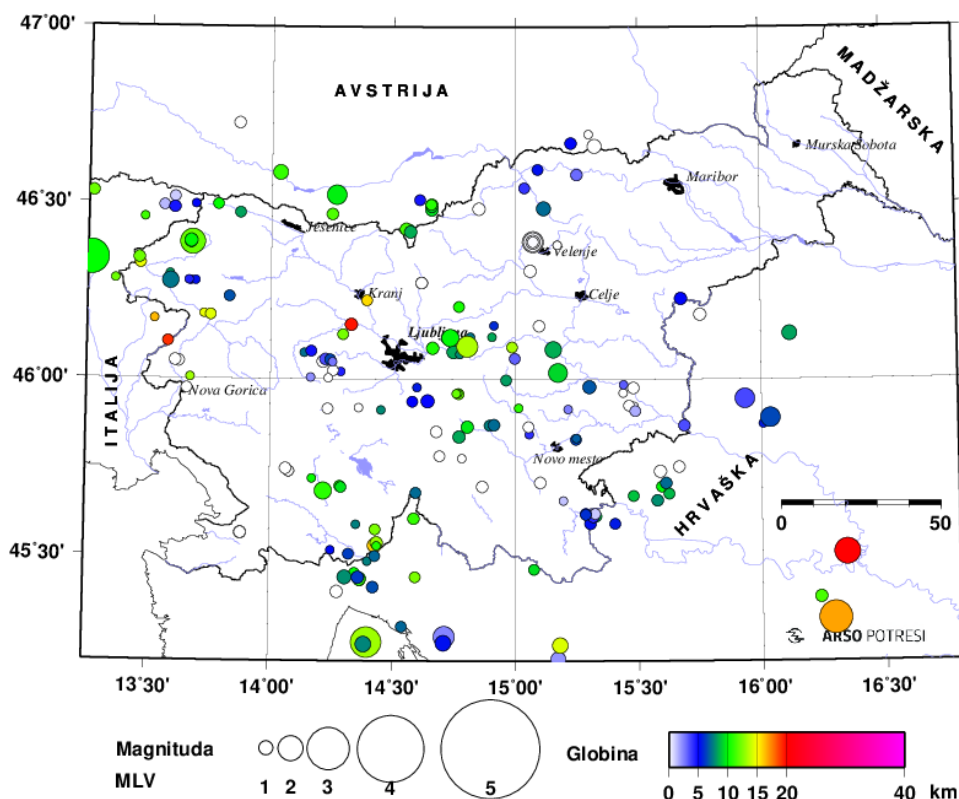 47°00'
AVSTRIJA
MADŽARSKA
Murska Sobota
46°30'
Maribor
Jesenice
Velenje
Kranj
Celje
Ljubljana
46°00'
Nova Gorica
ITALIJA
Novo mesto
HRVAŠKA
0 50
45°30'
ARSO POTRESI
13°30' 14°00' 14°30' 15°00' 15°30' 16°00' 16°30'
Magnituda
MLV
1 2 3 4 5
Globina
0 5 10 15 20 40 km